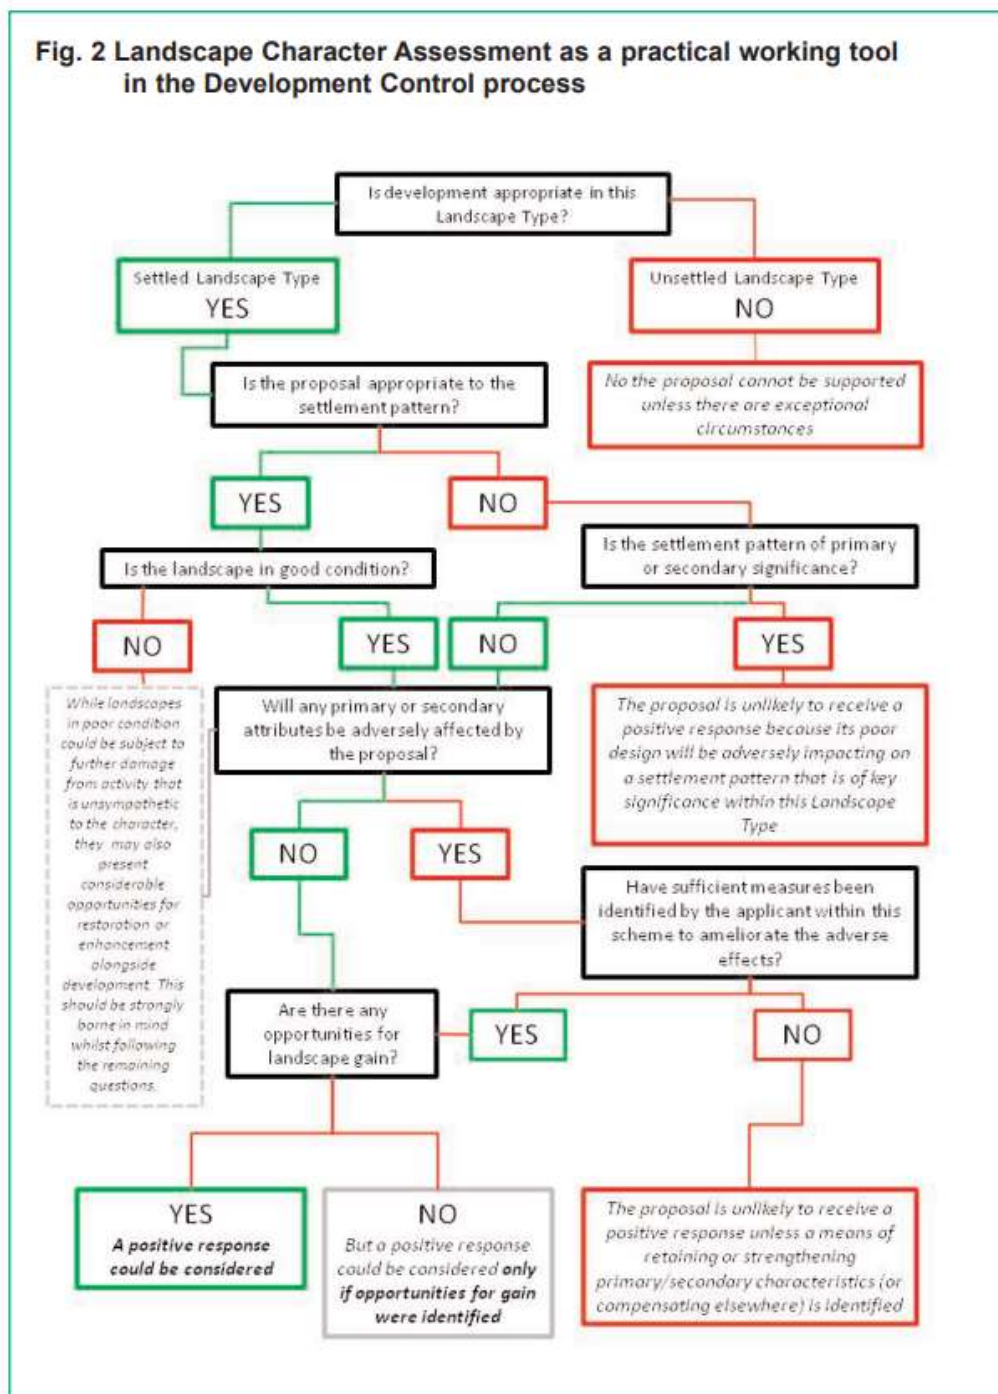 Fig. 2 Landscape Character Assessment as a practical working tool
in the Development Control process
Is development appropriate in this
Landscape Type?
Settled Landscape Type
YES
Unsettled Landscape Type
NO
Is the proposal appropriate to the
settlement pattern?
No the proposal cannot be supported
unless there are exceptional
circumstances
YES
NO
Is the landscape in good condition?
Is the settlement pattern of primary
or secondary significance?
NO
YES
NO
YES
While landscapes
in poor condition
could be subject to
further damage
from activity that
is unsympathetic
to the character,
they may also
present
considerable
opportunities for
restoration or
enhancement
alongside
development. This
should be strongly
borne in mind
whilst following
the remaining
questions.
Will any primary or secondary
attributes be adversely affected by
the proposal?
The proposal is unlikely to receive a
positive response because its poor
design will be adversely impacting on
a settlement pattern that is of key
significance within this Landscape
Type
NO
YES
Have sufficient measures been
identified by the applicant within this
scheme to ameliorate the adverse
effects?
Are there any
opportunities for
landscape gain?
YES
NO
YES
A positive response
could be considered
NO
But a positive response
could be considered only
if opportunities for gain
were identified
The proposal is unlikely to receive a
positive response unless a means of
retaining or strengthening
primary/secondary characteristics (or
compensating elsewhere) is identified